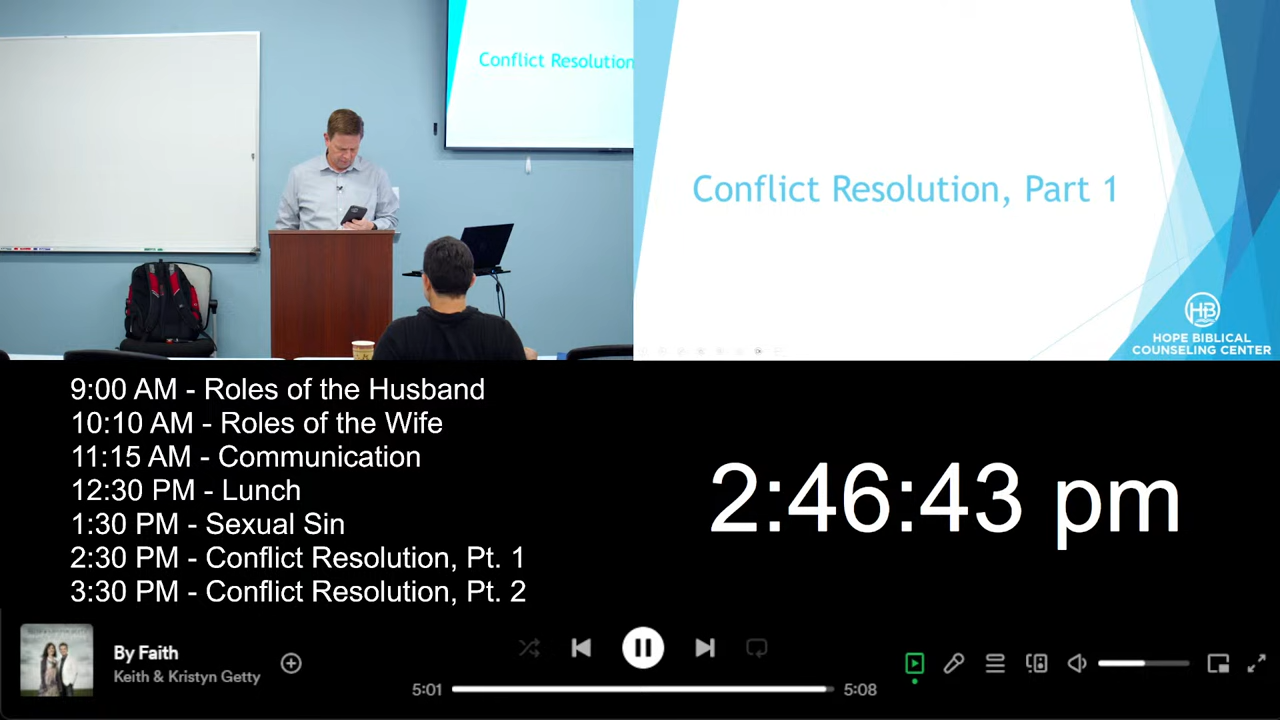 Conflict Resolution
Conflict Resolution, Part 1
HB
HOPE BIBLICAL
COUNSELING CENTER
9:00 AM - Roles of the Husband
10:10 AM - Roles of the Wife
11:15 AM - Communication
12:30 PM - Lunch
1:30 PM - Sexual Sin
2:30 PM - Conflict Resolution, Pt. 1
3:30 PM - Conflict Resolution, Pt. 2
2:46:43 pm
By Faith
Keith & Kristyn Getty
5:01
5:08